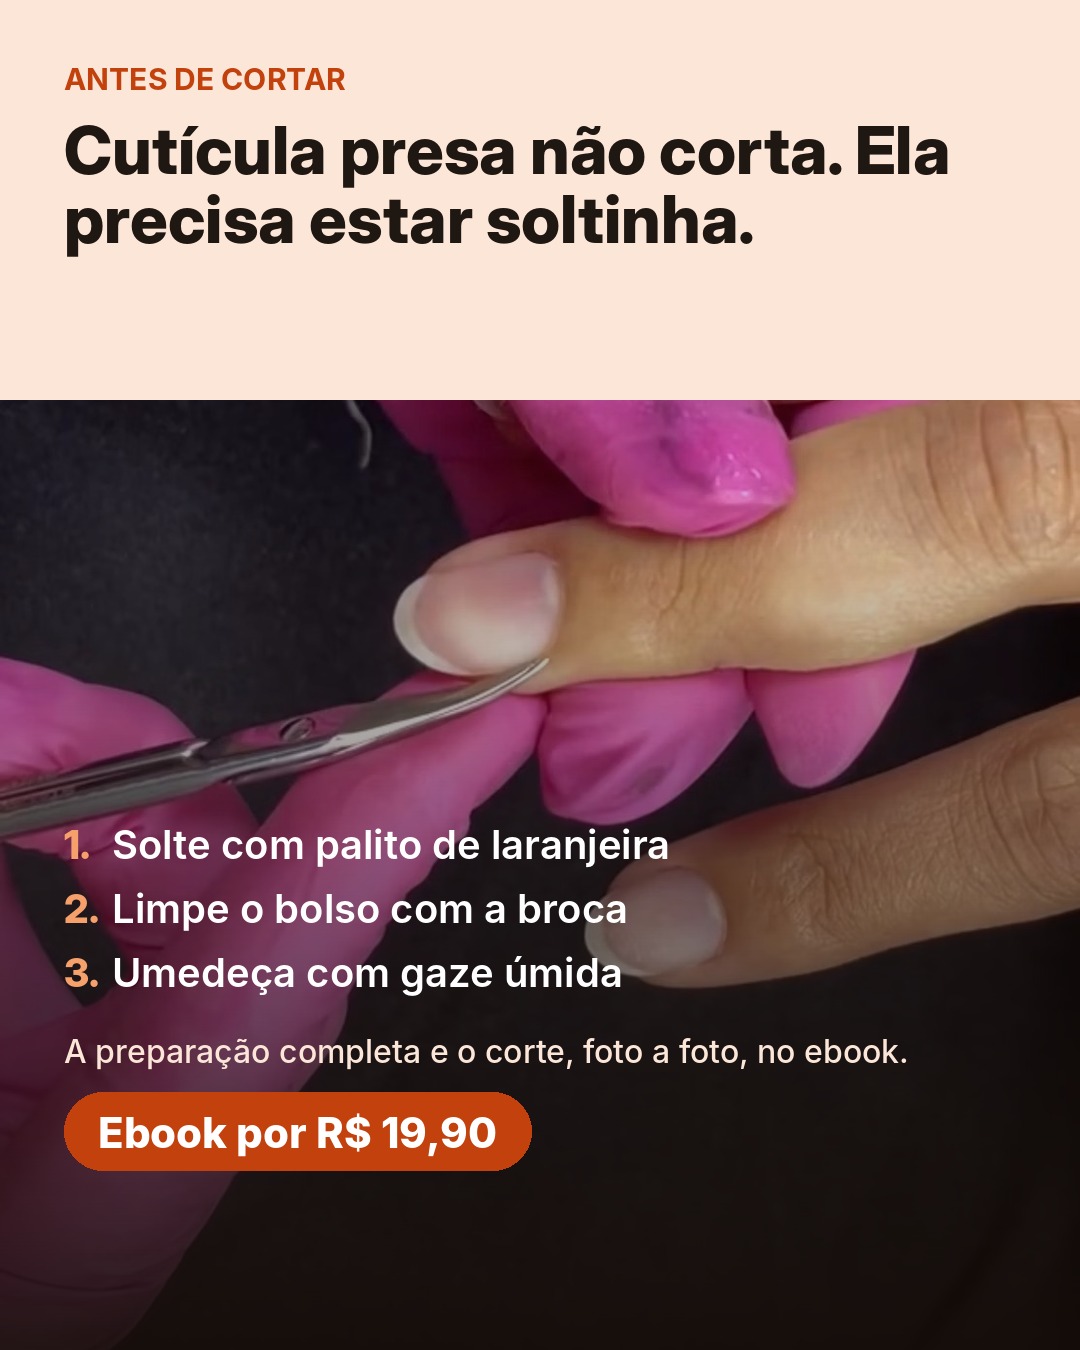 ANTES DE CORTAR
Cutícula presa não corta. Ela
precisa estar soltinha.
1. Solte com palito de laranjeira
2. Limpe o bolso com a broca
3. Umedeça com gaze úmida
A preparação completa e o corte, foto a foto, no ebook.
Ebook por R$ 19,90